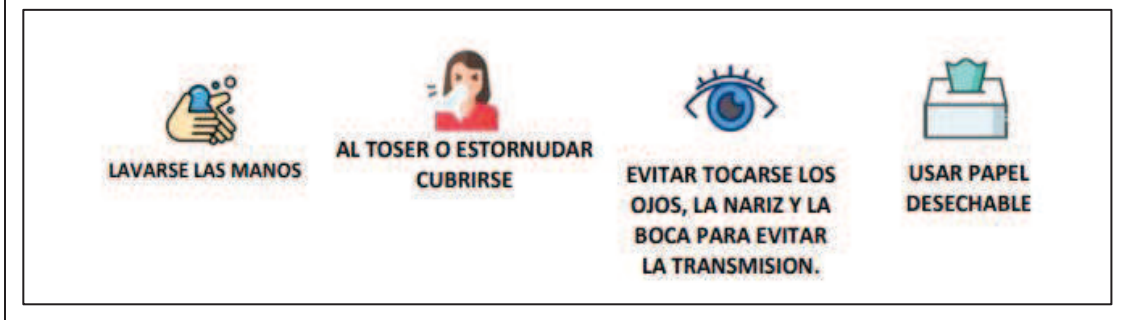 LAVARSE LAS MANOS
AL TOSER O ESTORNUDAR
CUBRIRSE
EVITAR TOCARSE LOS
OJOS, LA NARIZ Y LA
BOCA PARA EVITAR
LA TRANSMISION.
USAR PAPEL
DESECHABLE